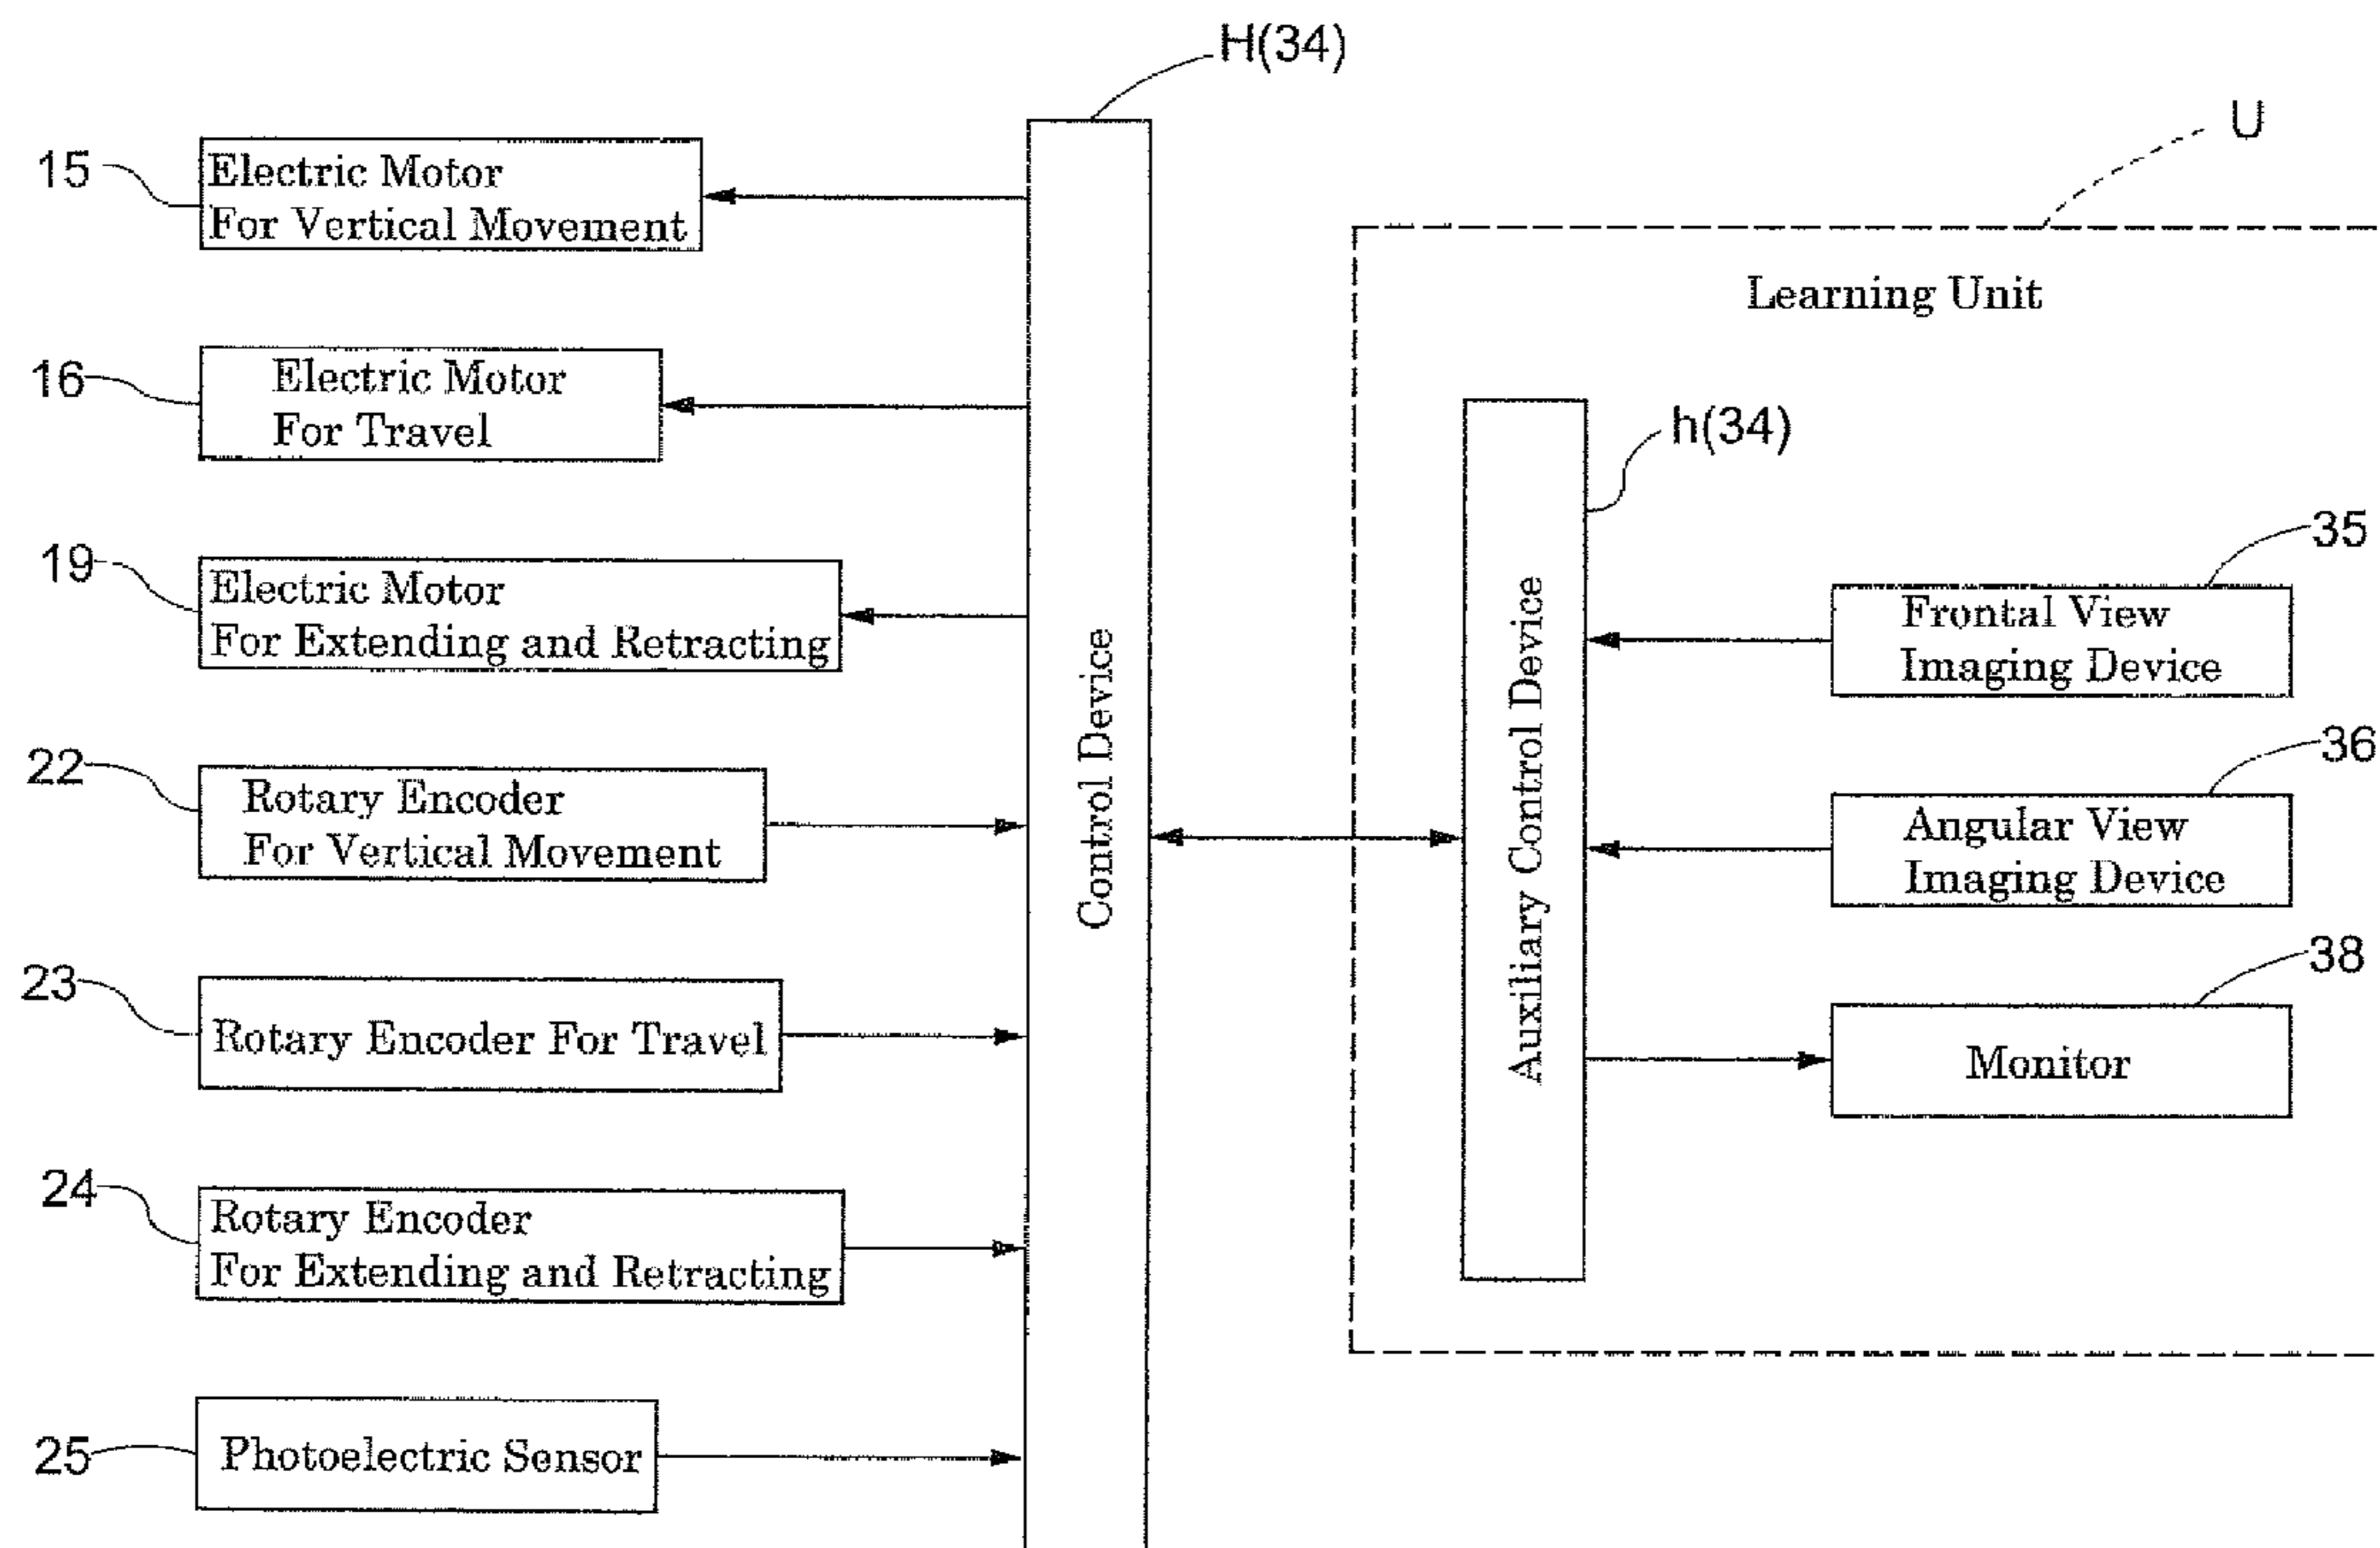 H(34)
15
Electric Motor
For Vertical Movement
16
Electric Motor
For Travel
19
Electric Motor
For Extending and Retracting
22
Rotary Encoder
For Vertical Movement
23
Rotary Encoder For Travel
24
Rotary Encoder
For Extending and Retracting
25
Photoelectric Sensor
Control Device
U
Learning Unit
h(34)
Auxiliary Control Device
35
Frontal View
Imaging Device
36
Angular View
Imaging Device
38
Monitor